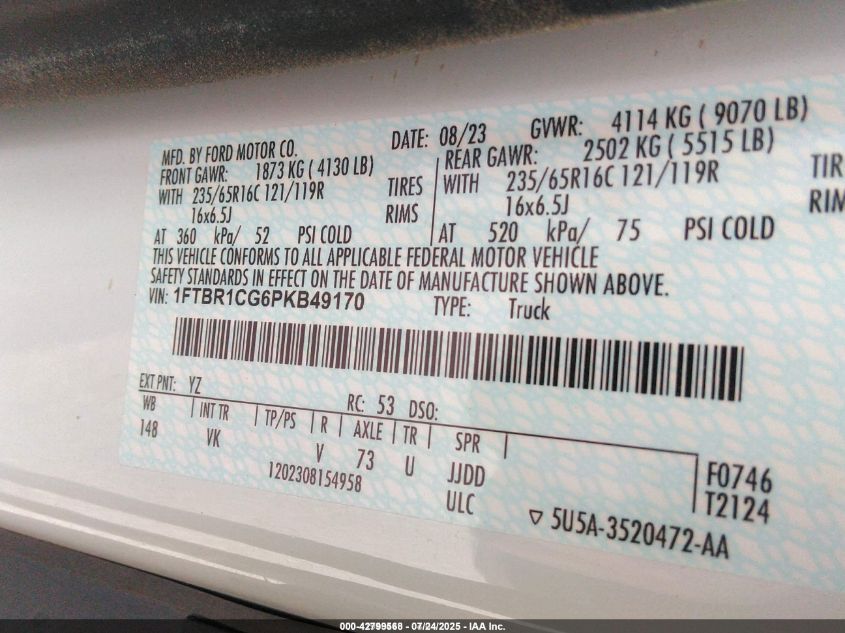 MFD. BY FORD MOTOR CO. DATE: 08/23 GVWR: 4114 KG ( 9070 LB)
FRONT GAWR: 1873 KG ( 4130 LB) REAR GAWR: 2502 KG ( 5515 LB)
WITH 235/65R16C 121/119R TIRES WITH 235/65R16C 121/119R TIR
16x6.5J RIMS 16x6.5J RIM
AT 360 kPa/ 52 PSI COLD AT 520 kPa/ 75 PSI COLD
THIS VEHICLE CONFORMS TO ALL APPLICABLE FEDERAL MOTOR VEHICLE
SAFETY STANDARDS IN EFFECT ON THE DATE OF MANUFACTURE SHOWN ABOVE.
VIN: 1FTBR1CG6PKB49170 TYPE: Truck
EXT PNT: YZ RC: 53 DSO:
WB INT TR TP/PS R AXLE TR SPR
148 VK V 73 U JJDD F0746
1202308154958 ULC T2124
5U5A-3520472-AA
000-42799568 - 07/24/2025 - IAA Inc.